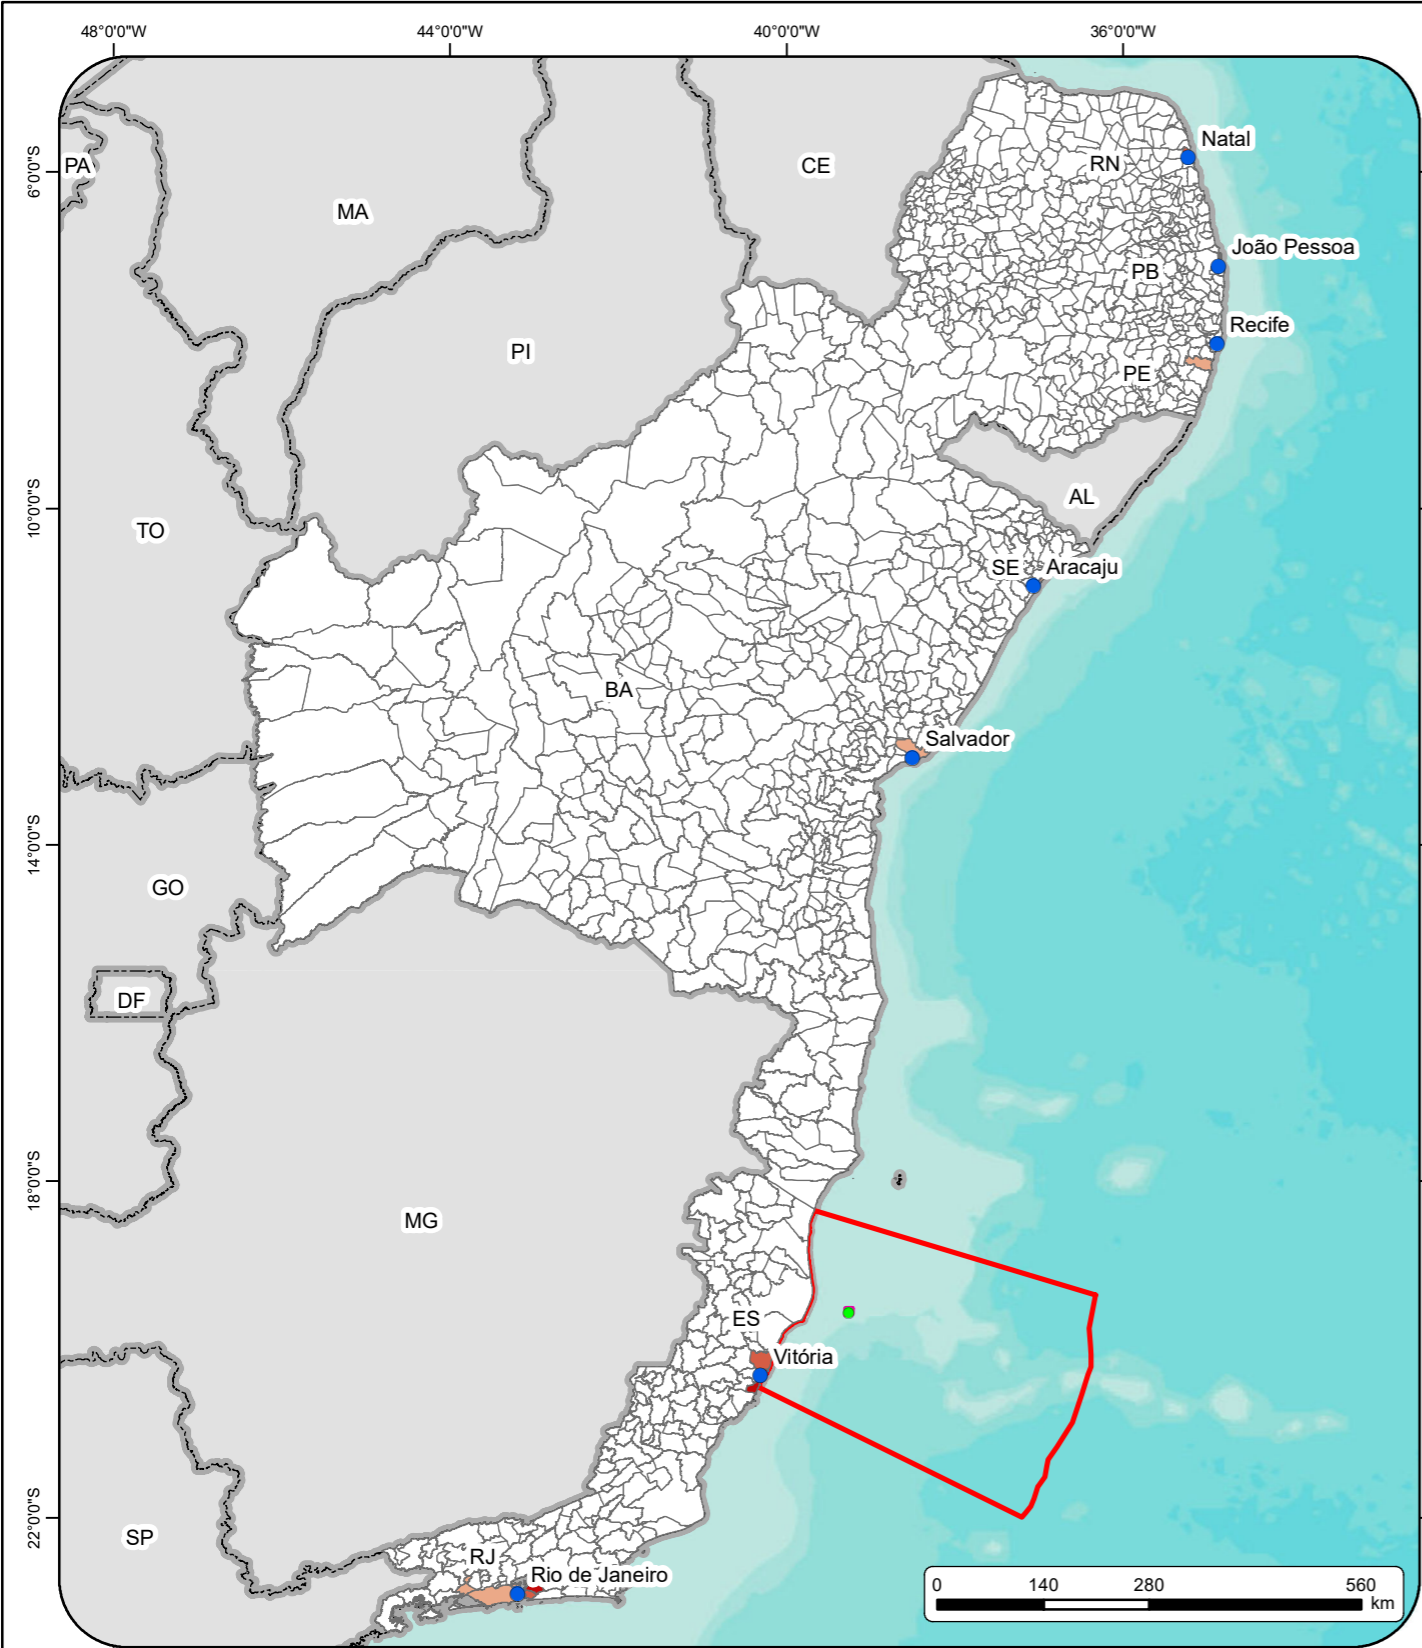 48°0'0"W
44°0'0"W
40°0'0"W
36°0'0"W
6°0'0"S
10°0'0"S
14°0'0"S
18°0'0"S
22°0'0"S
PA
MA
CE
RN
Natal
PB
João Pessoa
Recife
PI
PE
AL
TO
SE
Aracaju
BA
Salvador
GO
DF
MG
ES
Vitória
SP
RJ
Rio de Janeiro
0 140 280 560
km